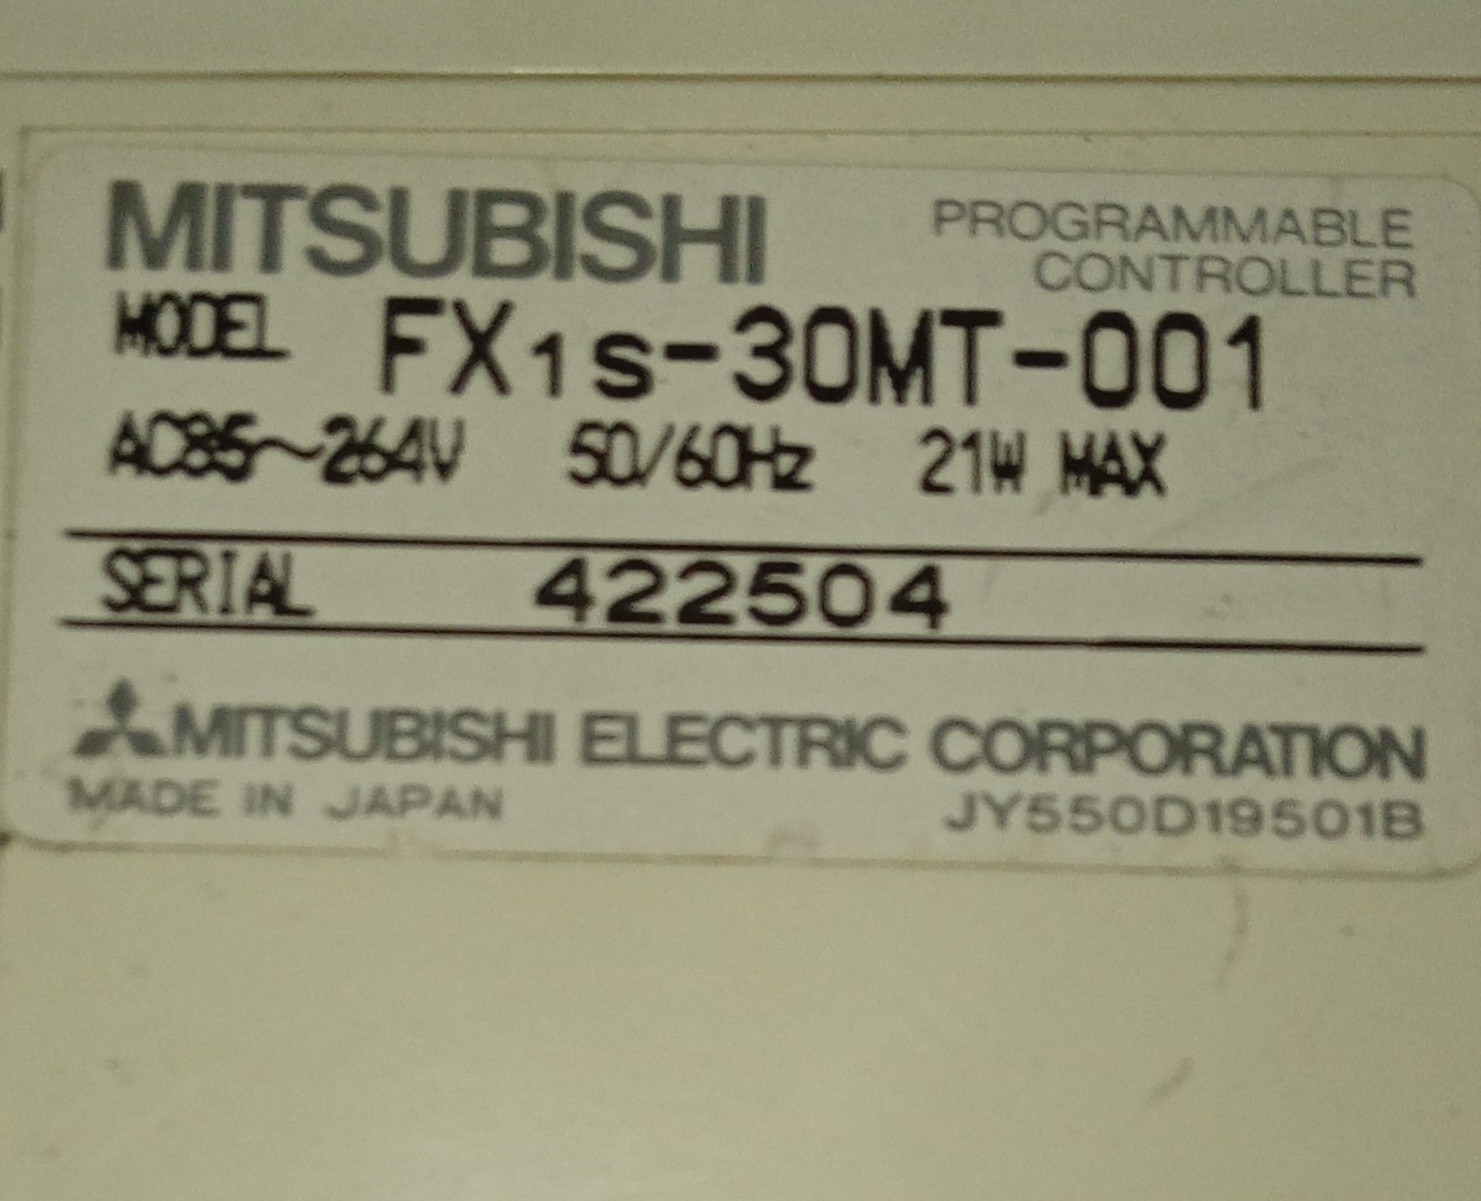 MITSUBISHI
PROGRAMMABLE
CONTROLLER
MODEL FX1s-30MT-001
AC85~264V 50/60Hz 21W MAX
SERIAL 422504
MITSUBISHI ELECTRIC CORPORATION
MADE IN JAPAN JY550D19501B